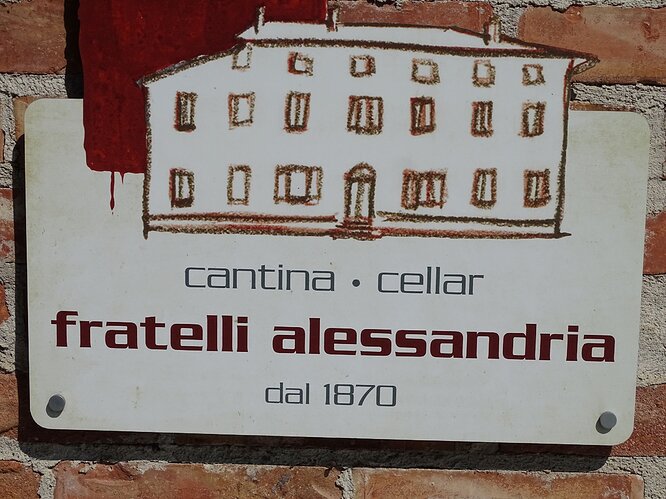 cantina • cellar
fratelli alessandria
dal 1870